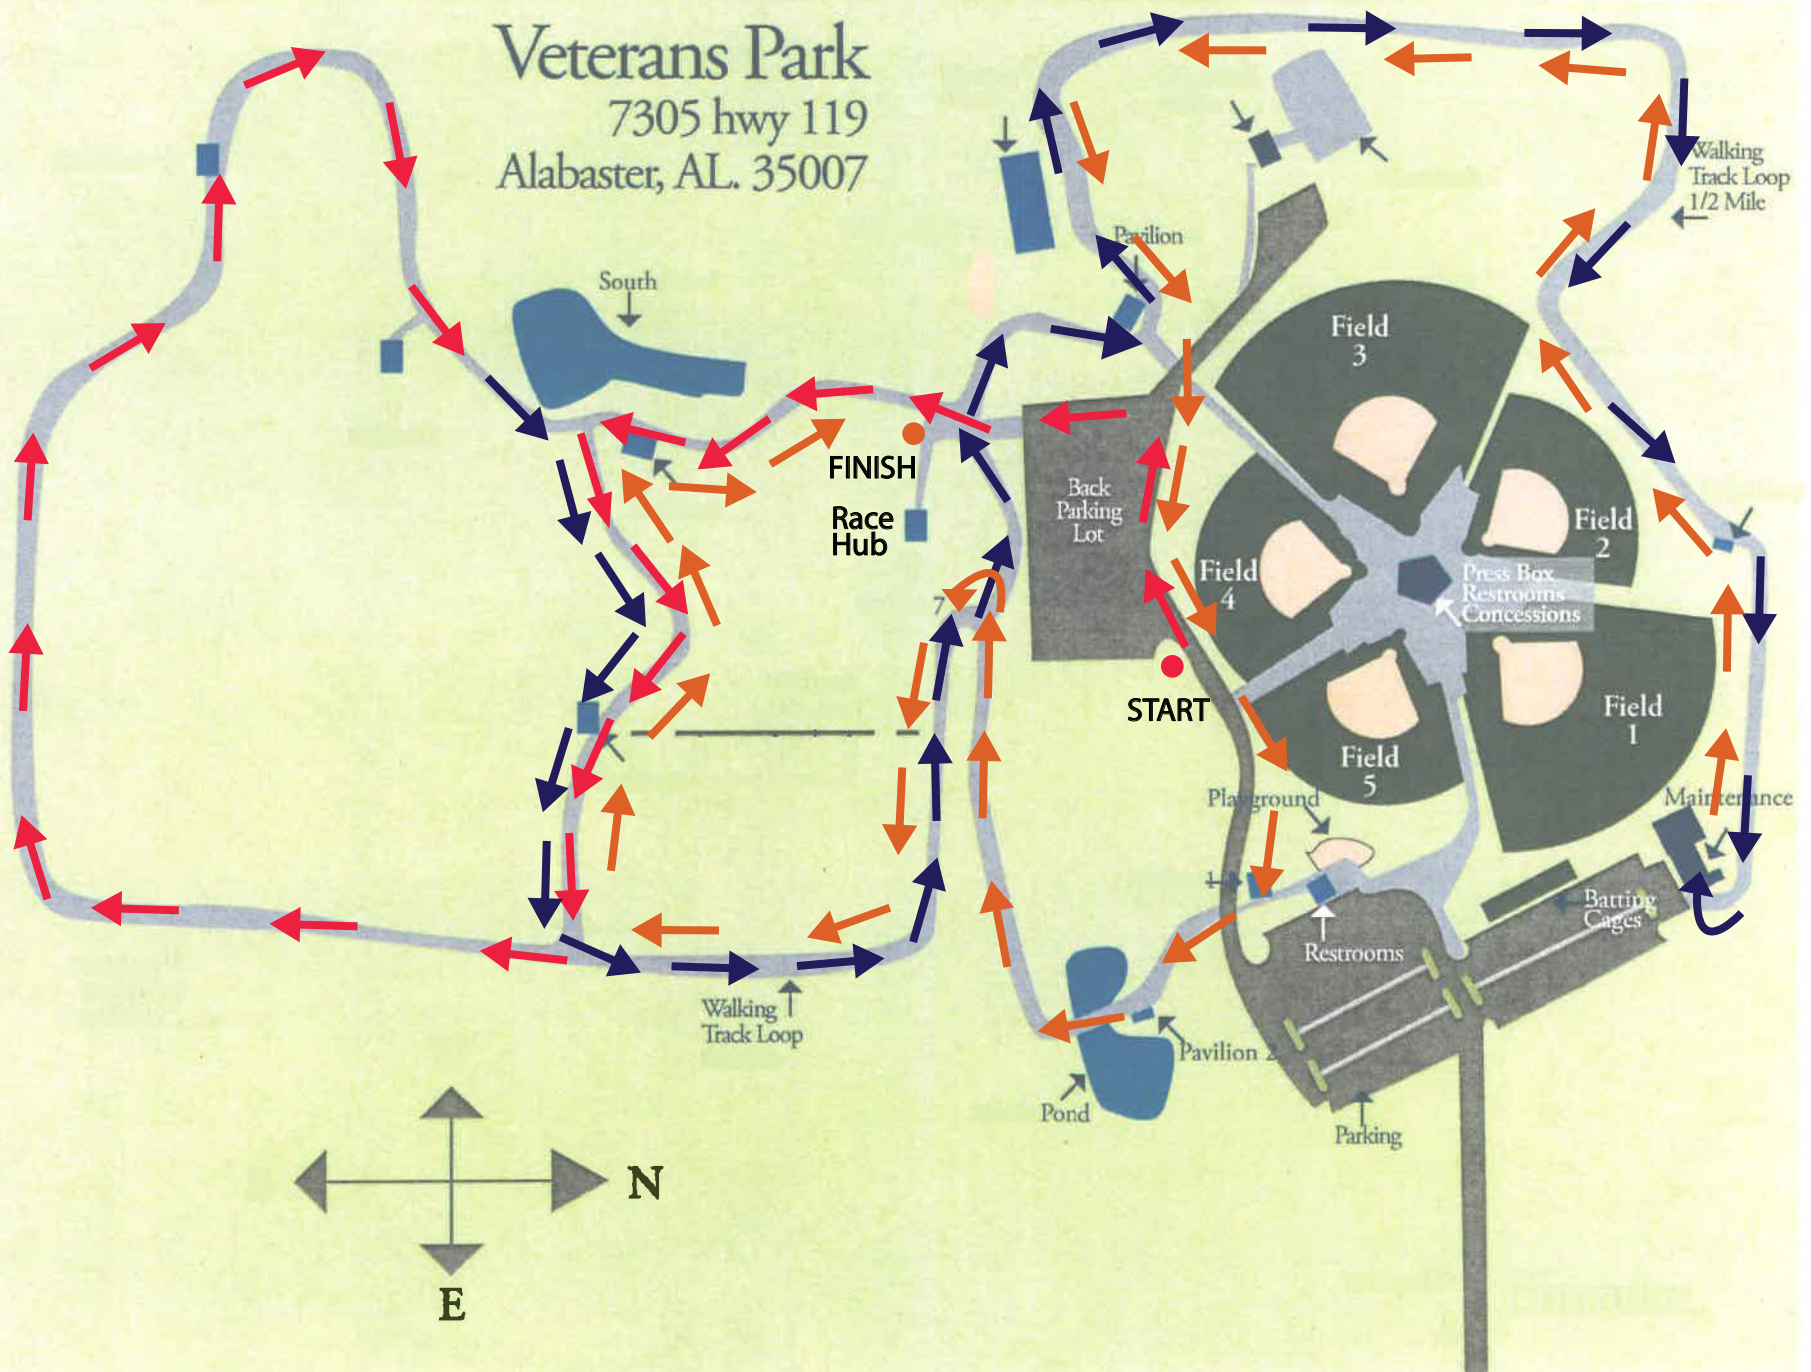 Veterans Park
7305 hwy 119
Alabaster, AL. 35007
Walking
Track Loop
1/2 Mile
Pavilion
South
Field
3
Field
2
FINISH
Race
Hub
Back
Parking
Lot
Field
4
Press Box
Restrooms
Concessions
7
START
Field
1
Field
5
Playground
Maintenance
1
Batting
Cages
Restrooms
Walking
Track Loop
Pavilion 2
Pond
Parking
N
E